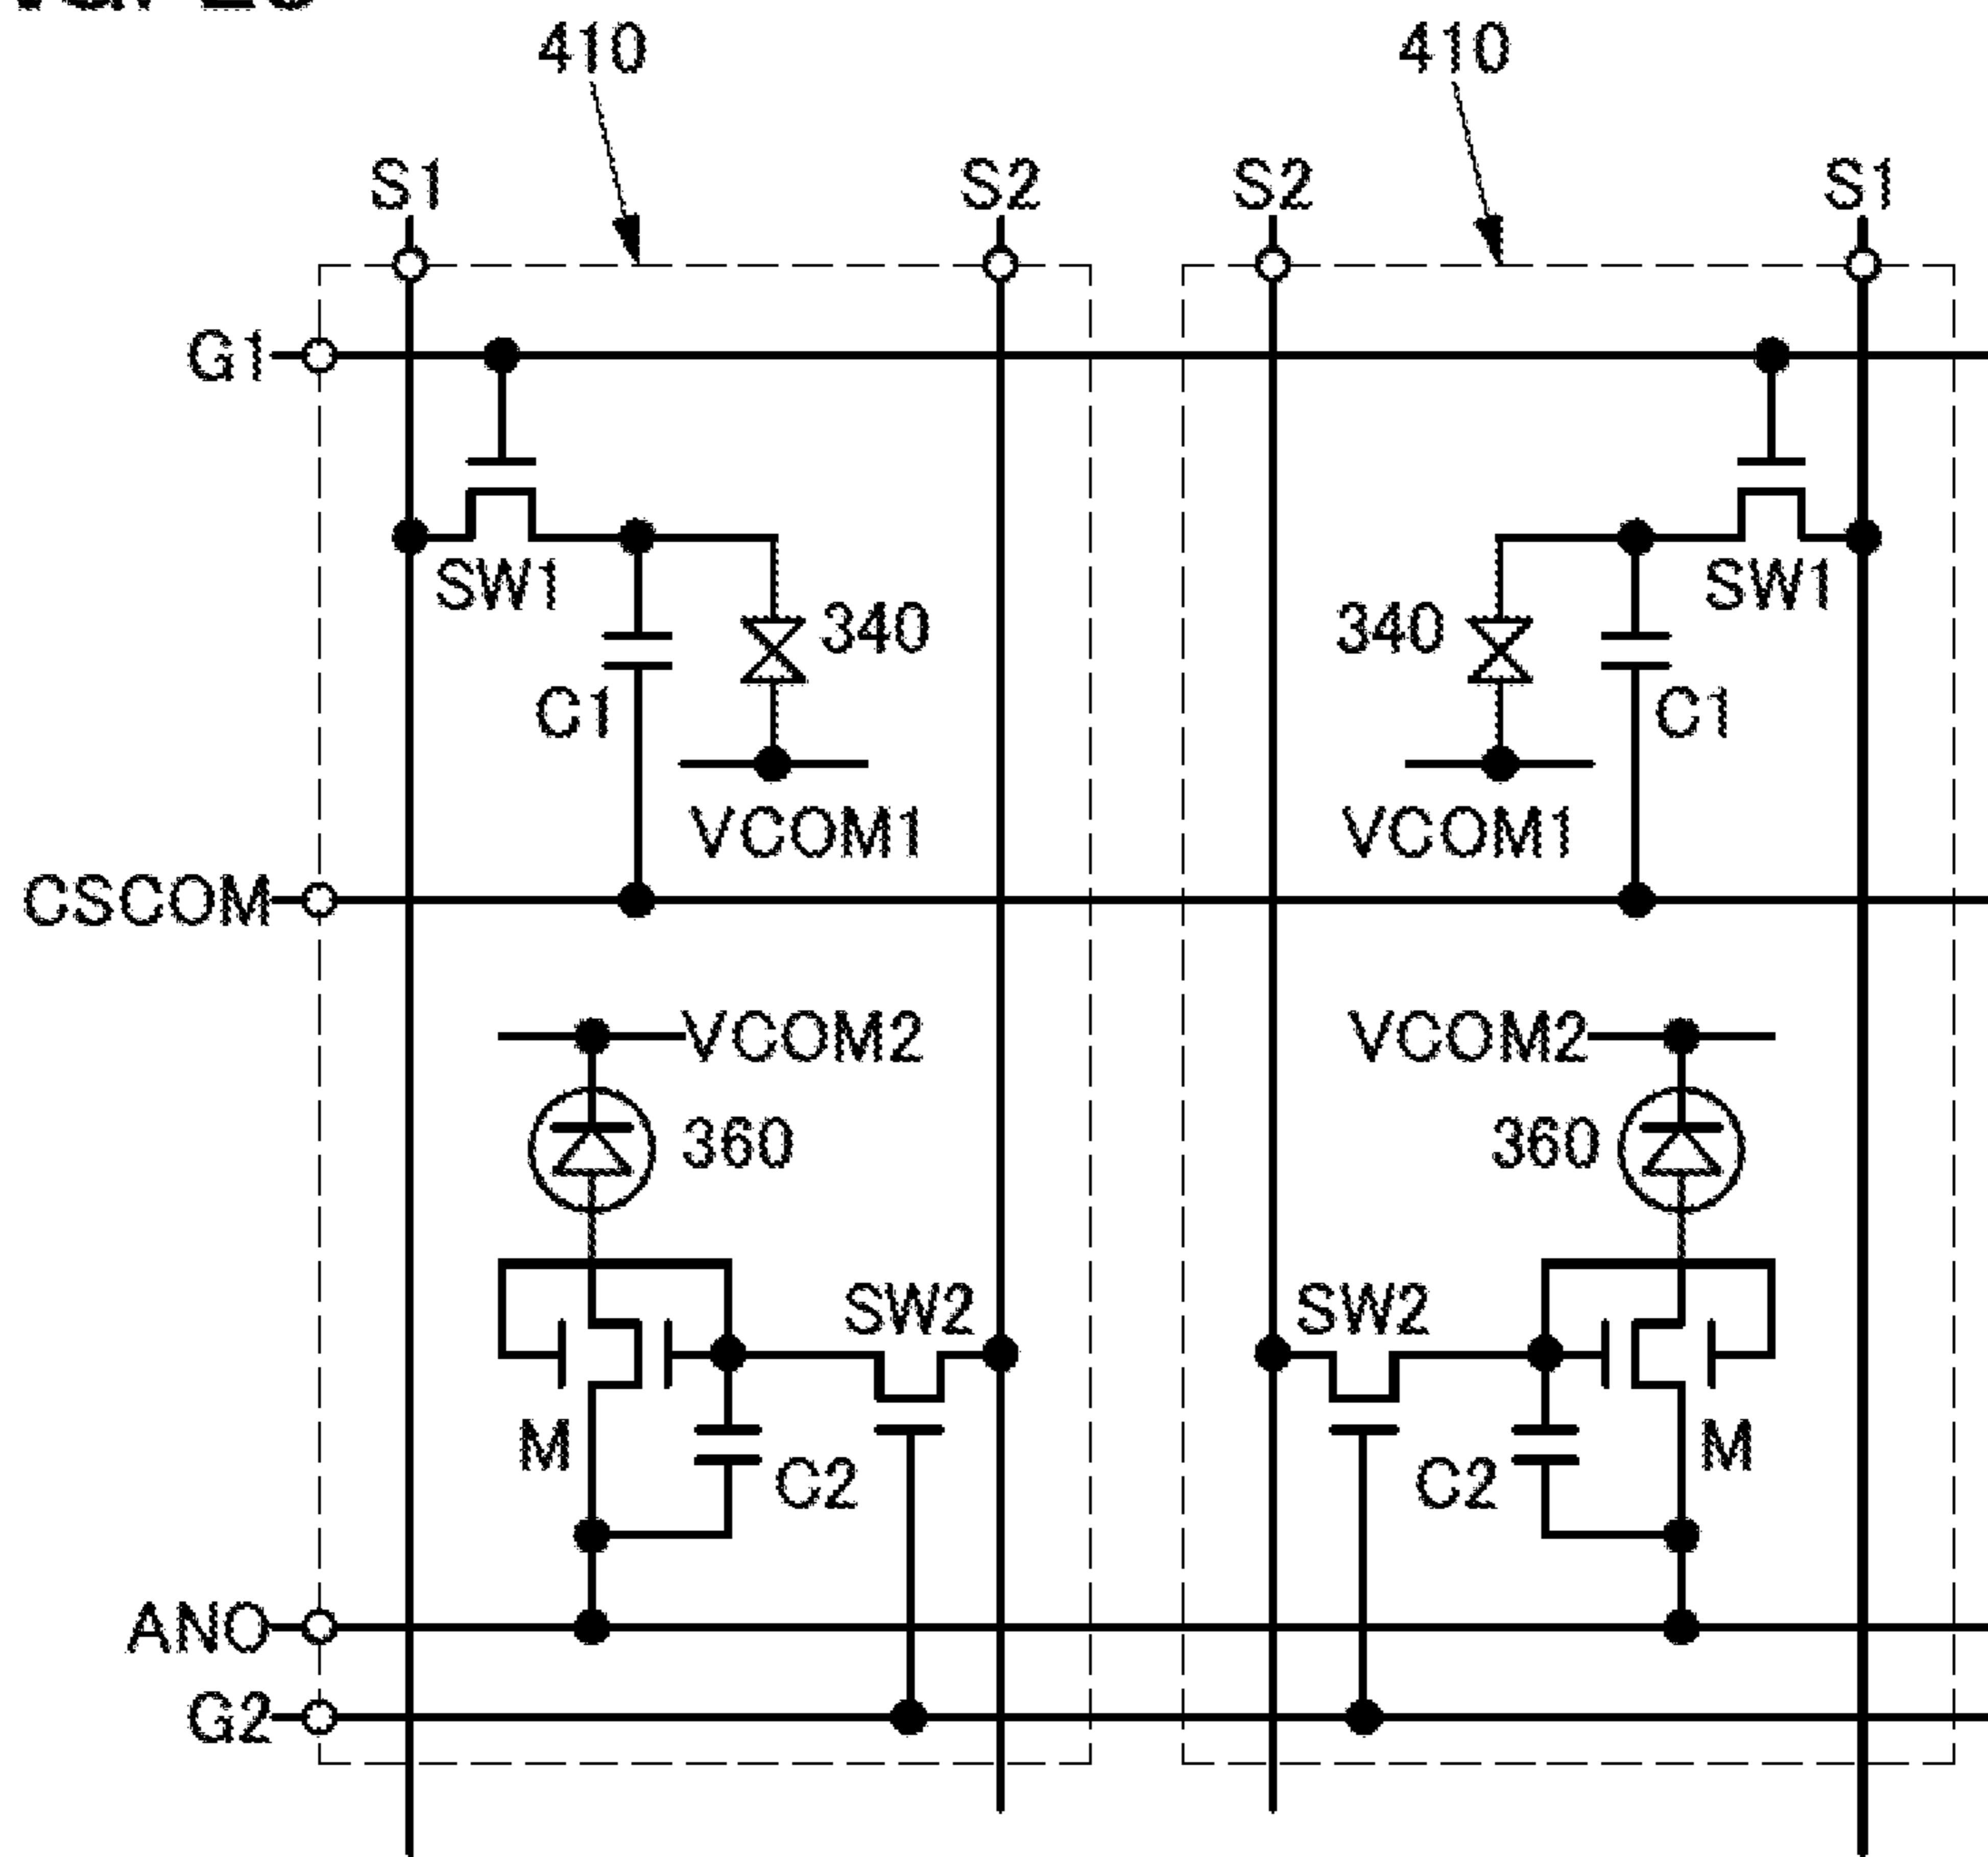 410 410
S1 S2 S2 S1
G1
SW1 SW1
340 340
C1 C1
VCOM1 VCOM1
CSCOM
VCOM2 VCOM2
360 360
SW2 SW2
M M
C2 C2
ANO
G2